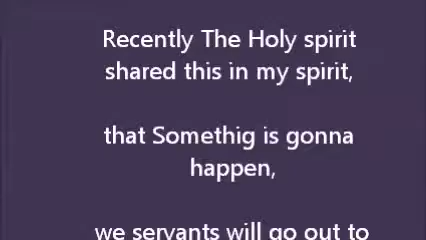 Recently The Holy spirit
shared this in my spirit,
that Somethig is gonna
happen,
we servants will go out to